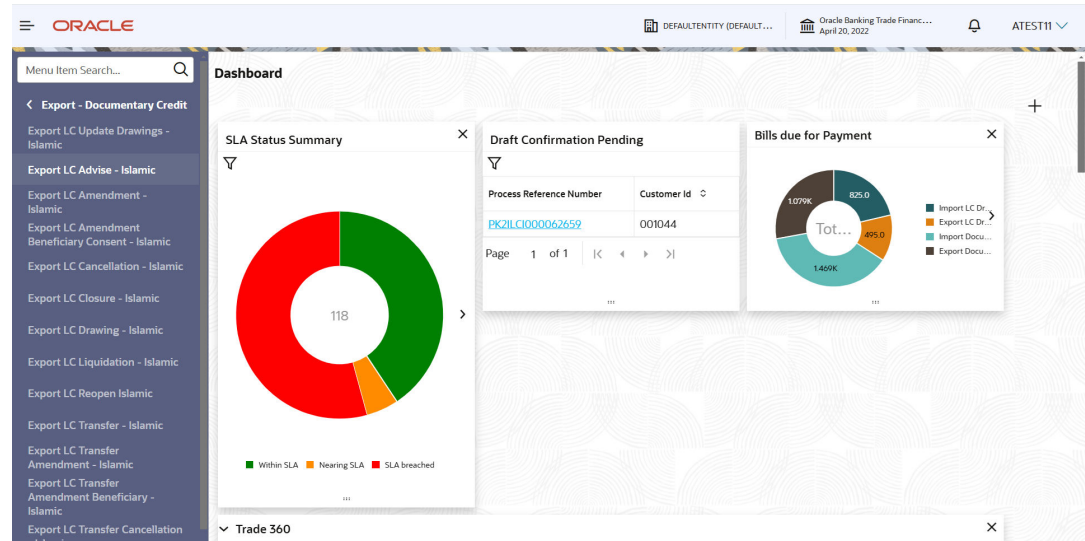 ORACLE
DEFAULTENTITY (DEFAULT...
Oracle Banking Trade Financ...
April 20, 2022
ATEST11
Menu Item Search...
Export - Documentary Credit
Export LC Update Drawings -
Islamic
Export LC Advise - Islamic
Export LC Amendment -
Islamic
Export LC Amendment
Beneficiary Consent - Islamic
Export LC Cancellation - Islamic
Export LC Closure - Islamic
Export LC Drawing - Islamic
Export LC Liquidation - Islamic
Export LC Reopen Islamic
Export LC Transfer - Islamic
Export LC Transfer
Amendment - Islamic
Export LC Transfer
Amendment Beneficiary -
Islamic
Export LC Transfer Cancellation
Dashboard
SLA Status Summary
118
Within SLA
Nearing SLA
SLA breached
Draft Confirmation Pending
Process Reference Number
Customer Id
PK2ILCI000062659
001044
Page 1 of 1
Bills due for Payment
1.079K
825.0
Tot...
495.0
1.469K
Import LC Dr...
Export LC Dr...
Import Docu...
Export Docu...
Trade 360